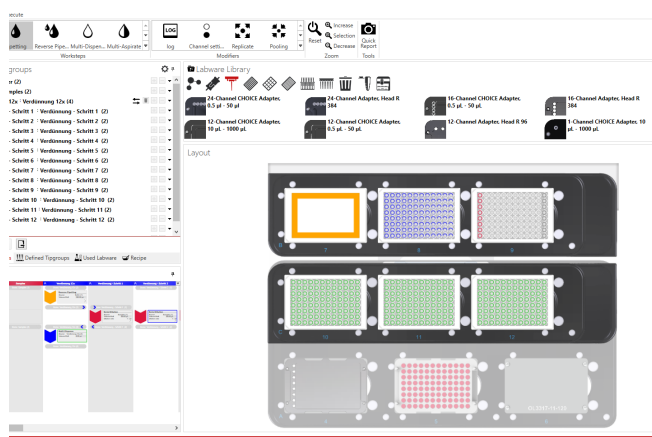 xecute
LOG
petting Reverse Pipe... Multi-Dispen... Multi-Aspirate
log Channel setti... Replicate Pooling
Reset
Increase
Selection
Decrease
Quick Report
Worksteps Modifiers Zoom Tools
groups
er (2)
mples (2)
12x Verdünnung 12x (4)
- Schritt 1 Verdünnung - Schritt 1 (2)
- Schritt 2 Verdünnung - Schritt 2 (2)
- Schritt 3 Verdünnung - Schritt 3 (2)
- Schritt 4 Verdünnung - Schritt 4 (2)
- Schritt 5 Verdünnung - Schritt 5 (2)
- Schritt 6 Verdünnung - Schritt 6 (2)
- Schritt 7 Verdünnung - Schritt 7 (2)
- Schritt 8 Verdünnung - Schritt 8 (2)
- Schritt 9 Verdünnung - Schritt 9 (2)
- Schritt 10 Verdünnung - Schritt 10 (2)
- Schritt 11 Verdünnung - Schritt 11 (2)
- Schritt 12 Verdünnung - Schritt 12 (2)
s Defined Tipgroups Used Labware Recipe
Labware Library
24-Channel CHOICE Adapter, 0.5 µl - 50 µl
24-Channel Adapter, Head R 384
16-Channel CHOICE Adapter, 0.5 µL - 50 µL
16-Channel Adapter, Head R 384
12-Channel CHOICE Adapter, 10 µL - 1000 µL
12-Channel CHOICE Adapter, 0.5 µL - 50 µL
12-Channel Adapter, Head R 96
1-Channel CHOICE Adapter, 10 µL - 1000 µL
Layout
7 8 9
10 11 12